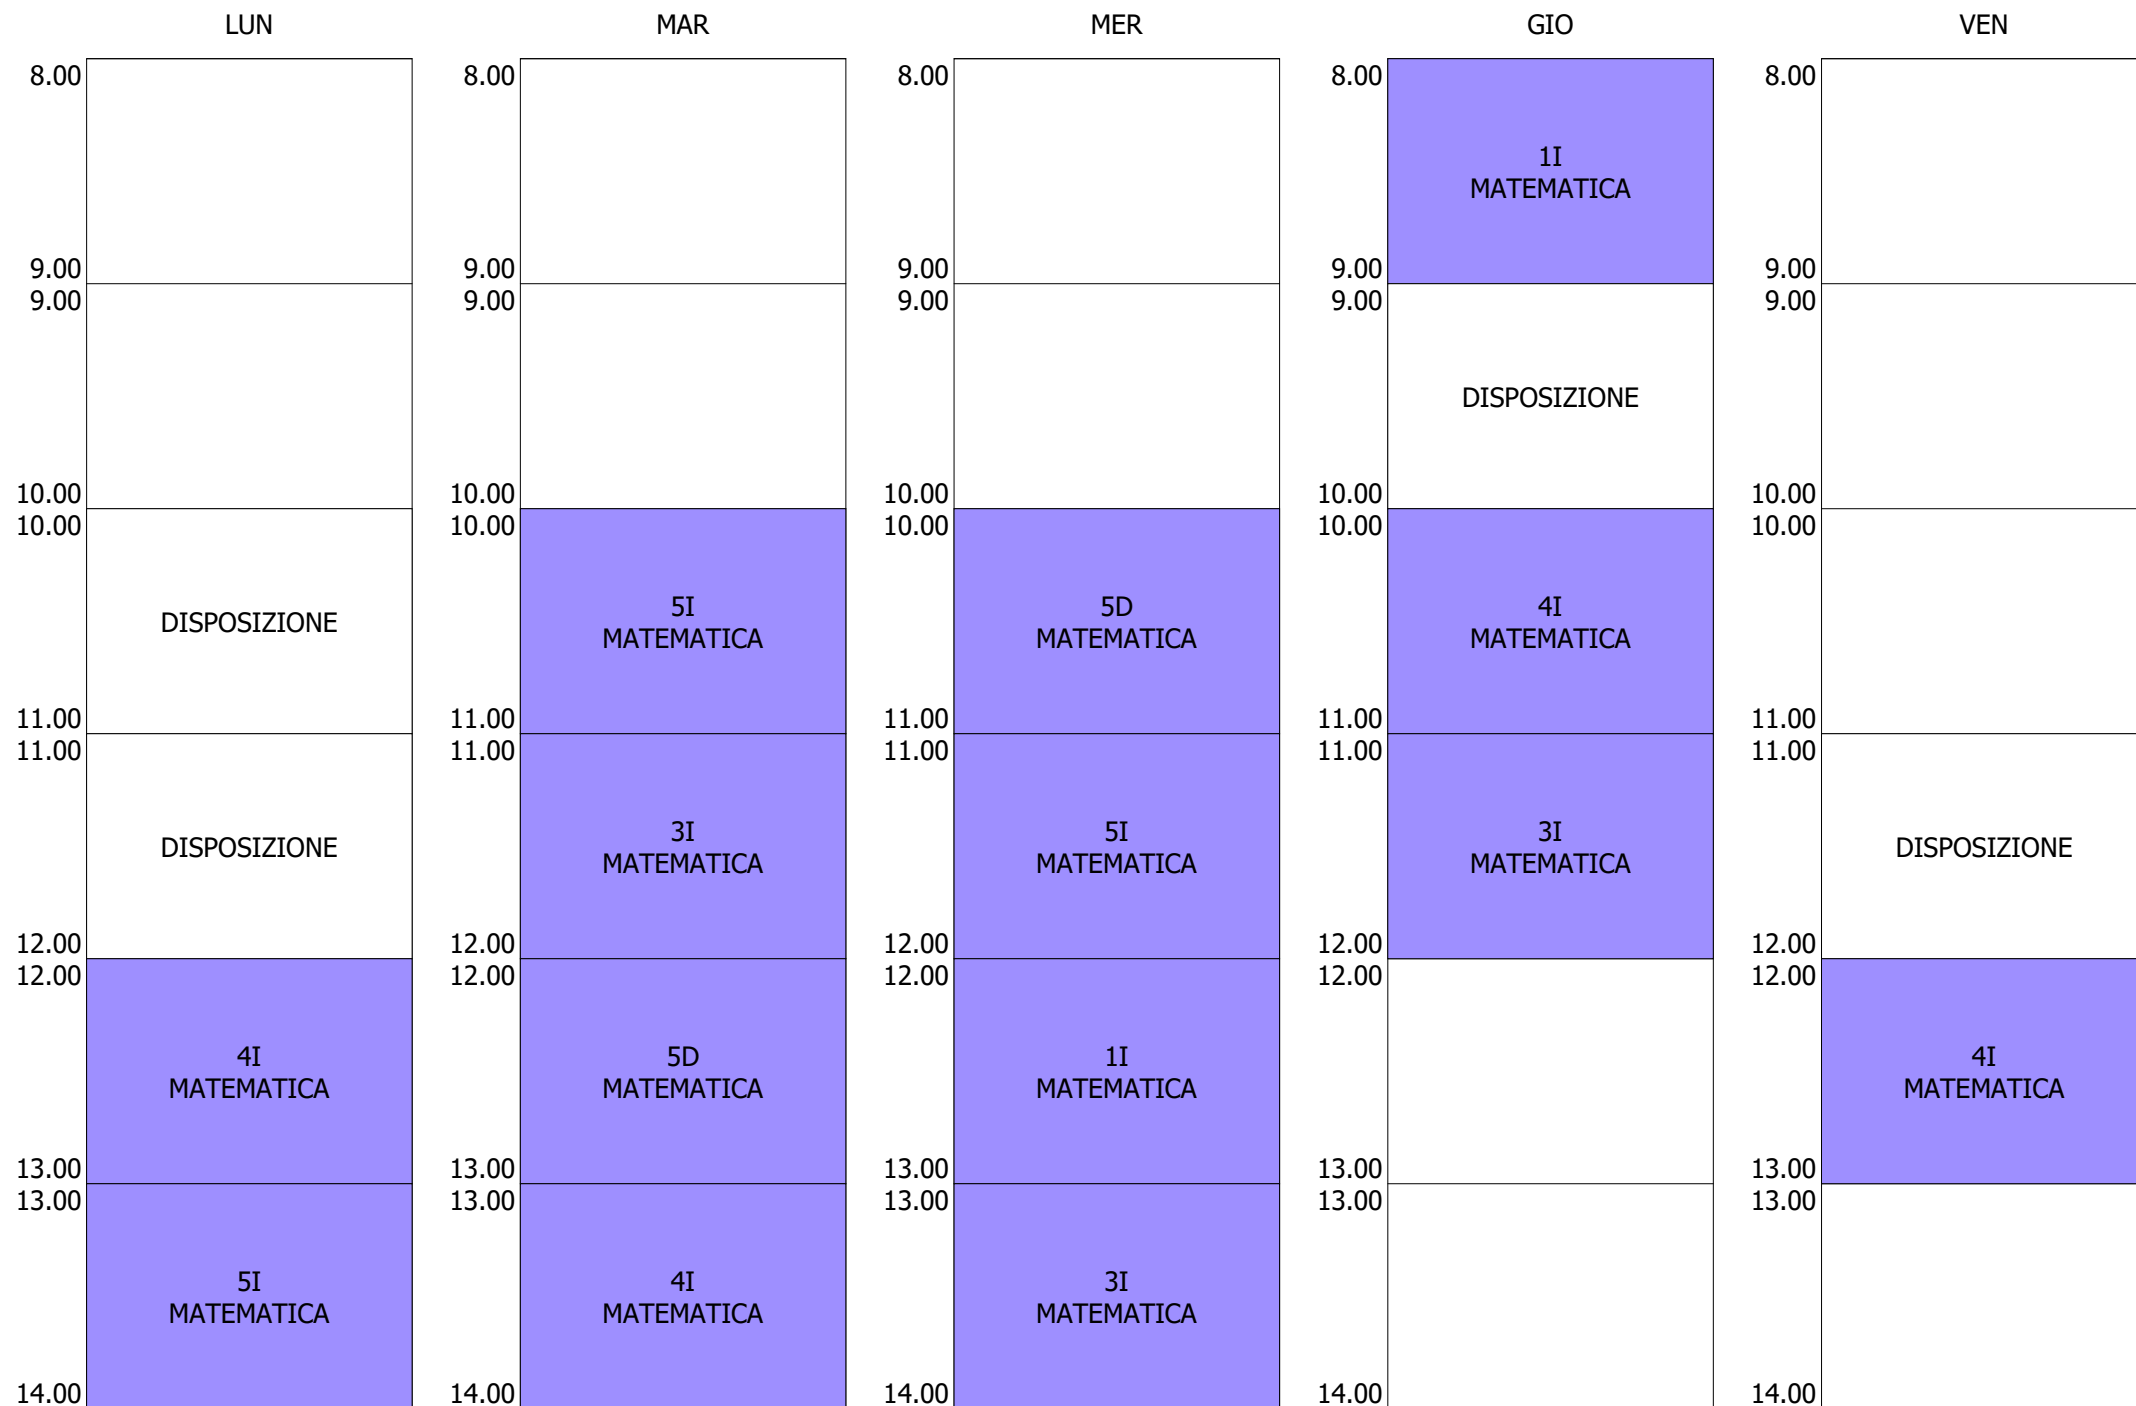 LUN MAR MER GIO VEN
8.00 8.00 8.00 8.00 8.00
1I
MATEMATICA
9.00 9.00 9.00 9.00 9.00
9.00 9.00 9.00 9.00 9.00
DISPOSIZIONE
10.00 10.00 10.00 10.00 10.00
10.00 10.00 10.00 10.00 10.00
5I 5D 4I
DISPOSIZIONE
MATEMATICA MATEMATICA MATEMATICA
11.00 11.00 11.00 11.00 11.00
11.00 11.00 11.00 11.00 11.00
3I 5I 3I
DISPOSIZIONE DISPOSIZIONE
MATEMATICA MATEMATICA MATEMATICA
12.00 12.00 12.00 12.00 12.00
12.00 12.00 12.00 12.00 12.00
4I 5D 1I 4I
MATEMATICA MATEMATICA MATEMATICA MATEMATICA
13.00 13.00 13.00 13.00 13.00
13.00 13.00 13.00 13.00 13.00
5I 4I 3I
MATEMATICA MATEMATICA MATEMATICA
14.00 14.00 14.00 14.00 14.00